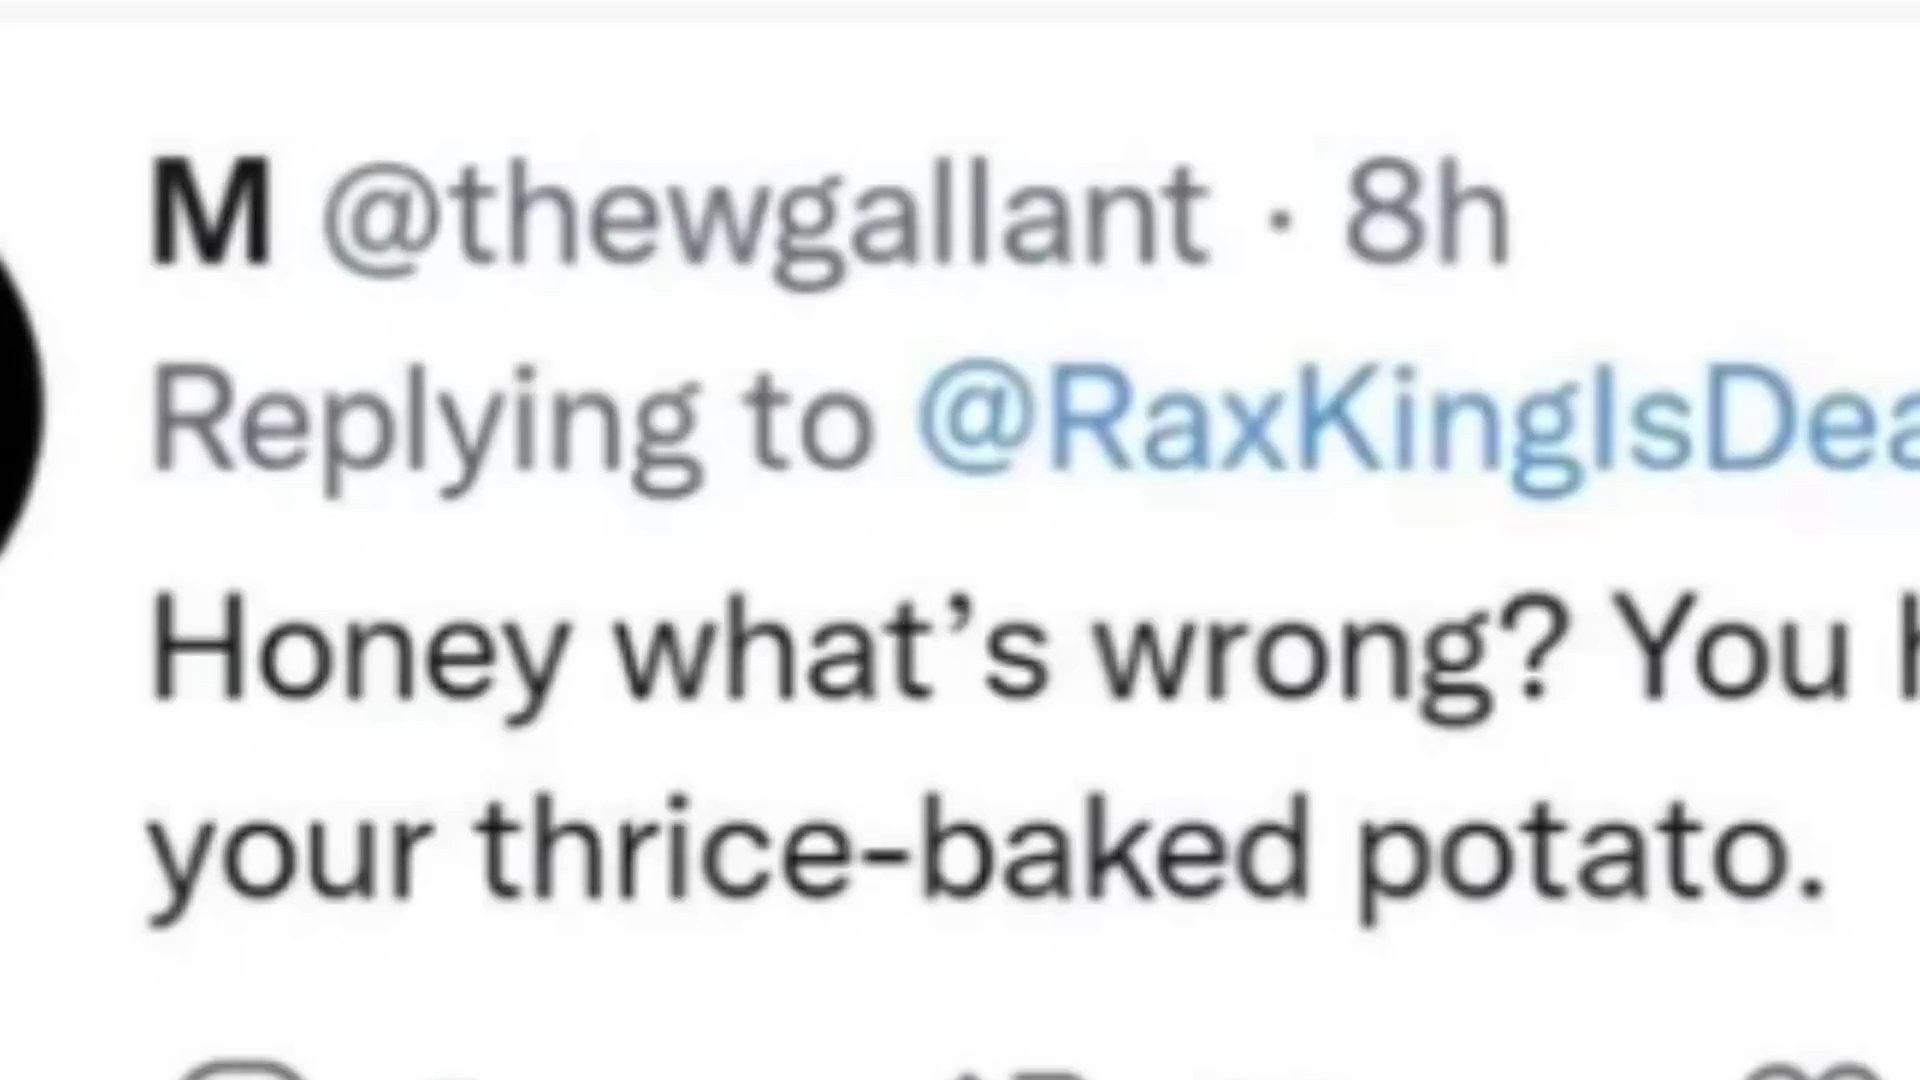 M @thewgallant · 8h
Replying to @RaxKingIsDea
Honey what’s wrong? You
your thrice-baked potato.